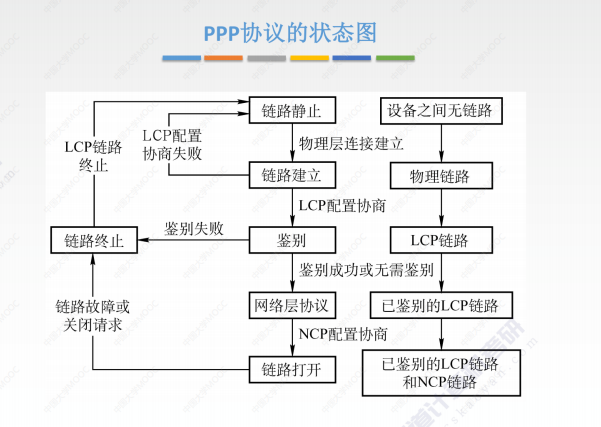 PPP协议的状态图
链路静止
设备之间无链路
LCP配置
协商失败
物理层连接建立
LCP链路
终止
链路建立
物理链路
LCP配置协商
鉴别失败
链路终止
鉴别
LCP链路
鉴别成功或无需鉴别
链路故障或
关闭请求
网络层协议
已鉴别的LCP链路
NCP配置协商
链路打开
已鉴别的LCP链路
和NCP链路